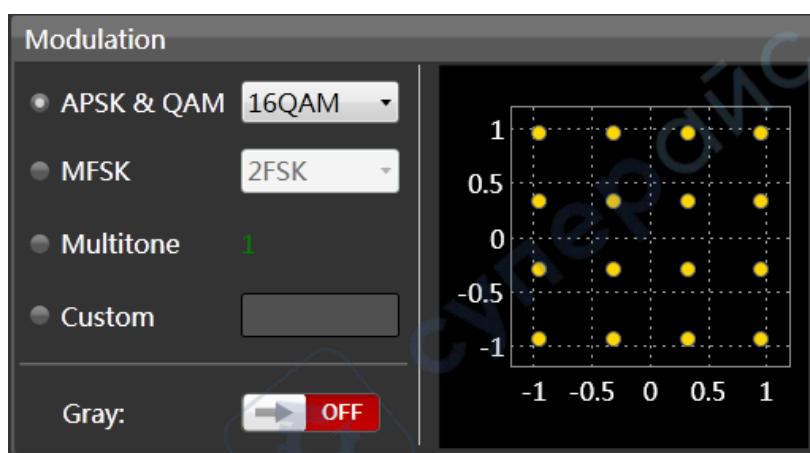 Modulation
APSK & QAM 16QAM
MFSK 2FSK
Multitone 1
Custom
Gray: OFF
1
0.5
0
-0.5
-1
-1 -0.5 0 0.5 1
суперайс